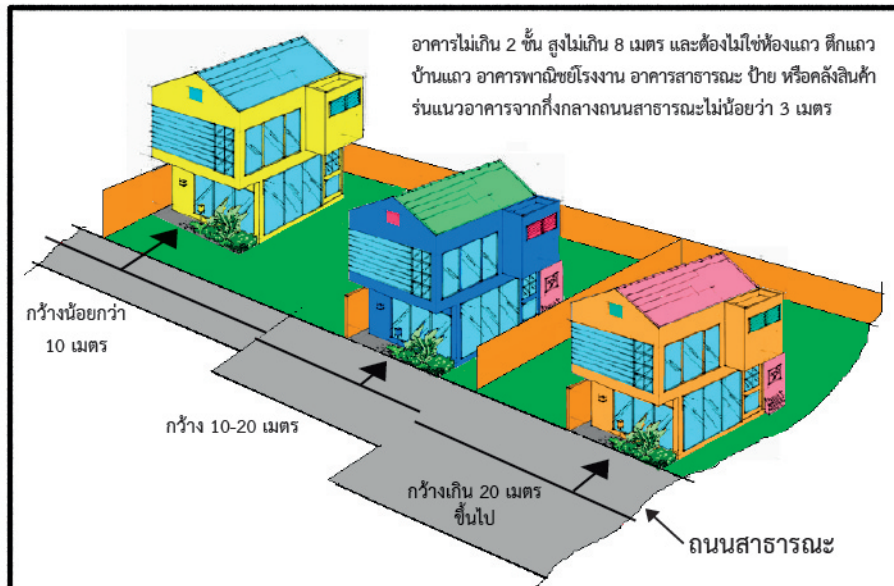 อาคารไม่เกิน 2 ชั้น สูงไม่เกิน 8 เมตร และต้องไม่ใช่ห้องแถว ตึกแถว
บ้านแถว อาคารพาณิชย์โรงงาน อาคารสาธารณะ ป้าย หรือคลังสินค้า
ร่นแนวอาคารจากกึ่งกลางถนนสาธารณะไม่น้อยว่า 3 เมตร
กว้างน้อยกว่า
10 เมตร
กว้าง 10-20 เมตร
กว้างเกิน 20 เมตร
ขึ้นไป
ถนนสาธารณะ